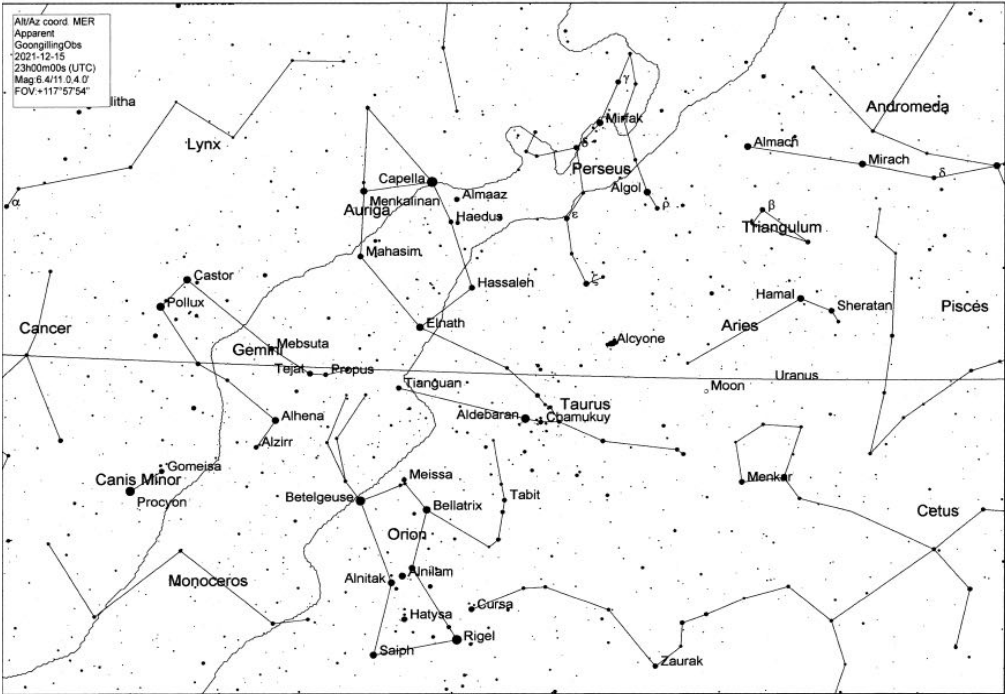 Alt/Az coord. MER
Apparent
GoongillingObs
2021-12-15
23h00m00s (UTC)
Mag:6.4/11.0,4.0'
FOV:+117°57'54"
litha
Lynx
α
γ
Mirfak
δ
Perseus
Andromeda
Almach
Mirach
δ
Capella
Menkalinan
Auriga
Almaaz
Haedus
Algol
ρ
ε
β
Triangulum
Mahasim
Castor
Pollux
Hassaleh
ζ
Hamal
Sheratan
Aries
Pisces
Cancer
Elnath
Gemini
Mebsuta
Alcyone
Tejat
Propus
Tianguan
Moon
Uranus
Taurus
Aldebaran
Chamukuy
Alhena
Alzirr
Gomeisa
Canis Minor
Procyon
Meissa
Betelgeuse
Bellatrix
Tabit
Menkar
Orion
Cetus
Monoceros
Alnitak
Alnilam
Hatysa
Cursa
Rigel
Saiph
Zaurak